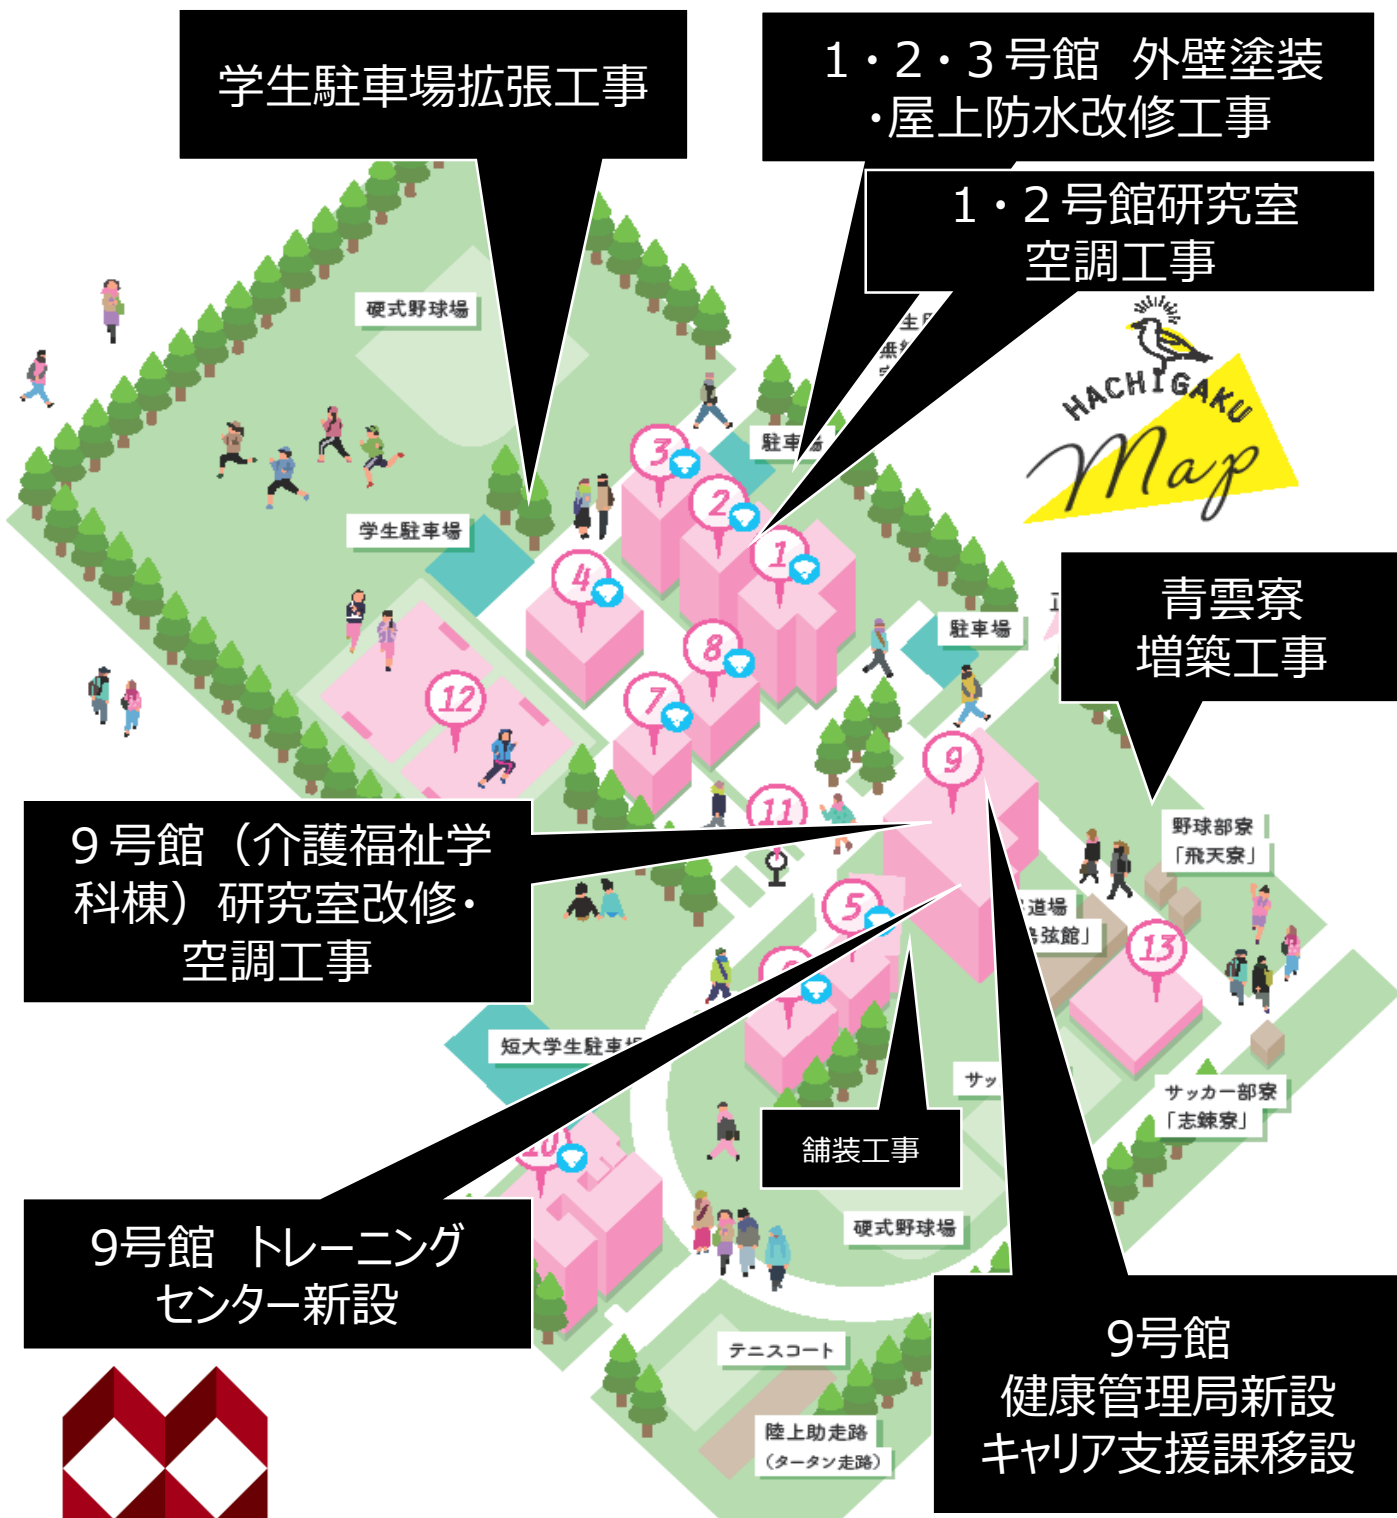 学生駐車場拡張工事
1・2・3号館　外壁塗装
・屋上防水改修工事
1・2号館研究室
空調工事
硬式野球場
HACHIGAKU
Map
駐車場
3
2
学生駐車場
1
4
青雲寮
増築工事
駐車場
8
7
12
9
11
野球部寮
「飛天寮」
9号館（介護福祉学
科棟）研究室改修・
空調工事
5
道場
弦館」
13
短大学生駐車場
サッ
サッカー部寮
「志錬寮」
舗装工事
10
硬式野球場
9号館　トレーニング
センター新設
テニスコート
9号館
健康管理局新設
キャリア支援課移設
陸上助走路
（タータン走路）